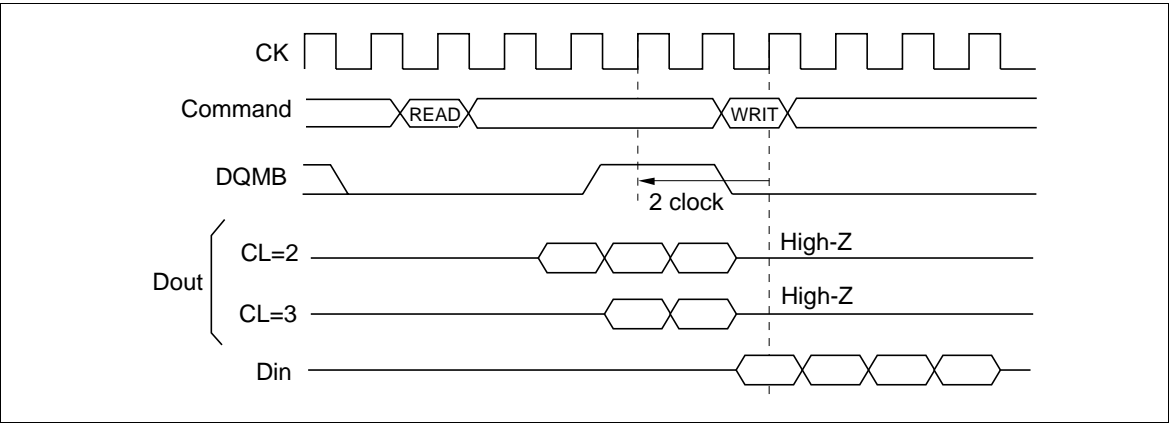 CK
Command
READ
WRIT
DQMB
2 clock
CL=2
High-Z
Dout
CL=3
High-Z
Din